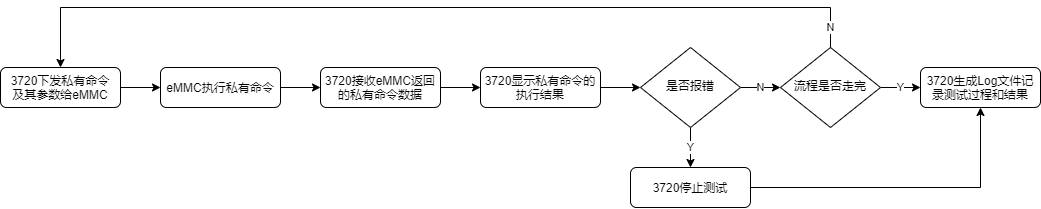 N
3720下发私有命令
及其参数给eMMC
eMMC执行私有命令
3720接收eMMC返回
的私有命令数据
3720显示私有命令的
执行结果
是否报错
N
流程是否走完
Y
3720生成Log文件记
录测试过程和结果
Y
3720停止测试